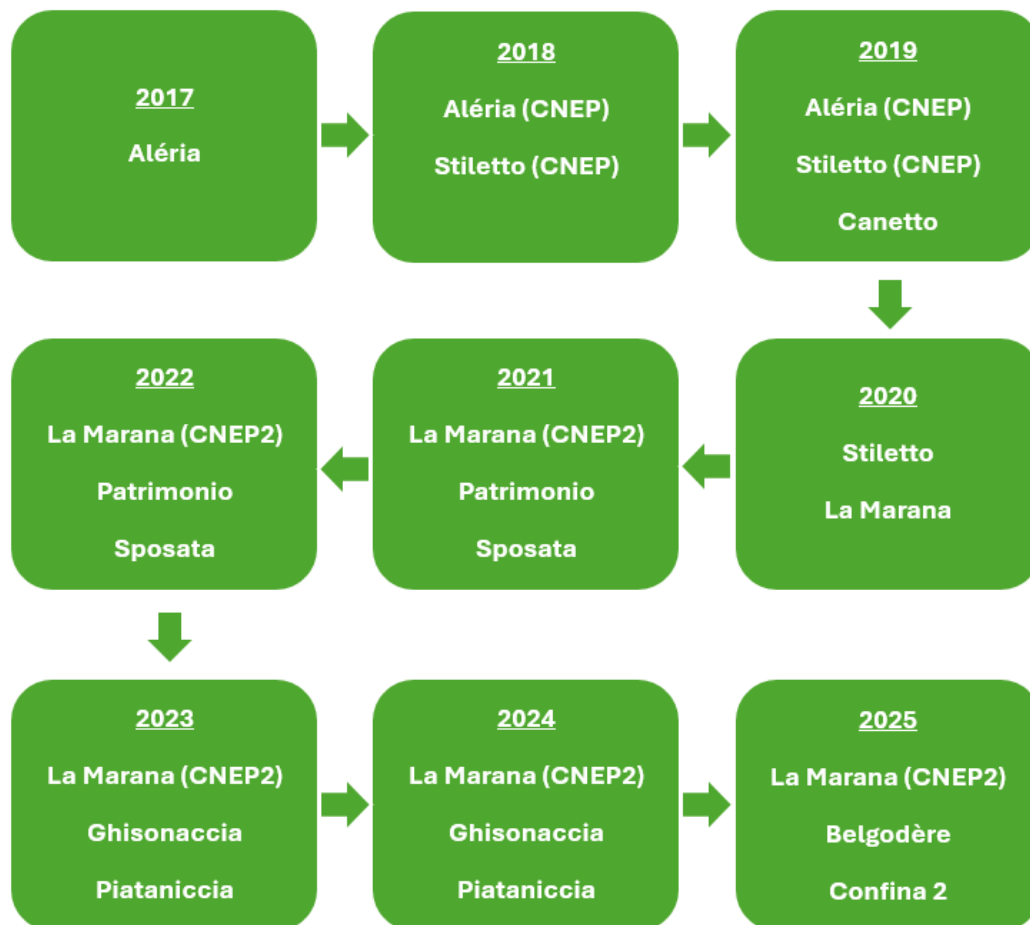 2017
Aléria
2018
Aléria (CNEP)
Stiletto (CNEP)
2019
Aléria (CNEP)
Stiletto (CNEP)
Canetto
2020
Stiletto
La Marana
2021
La Marana (CNEP2)
Patrimonio
Sposata
2022
La Marana (CNEP2)
Patrimonio
Sposata
2023
La Marana (CNEP2)
Ghisonaccia
Piataniccia
2024
La Marana (CNEP2)
Ghisonaccia
Piataniccia
2025
La Marana (CNEP2)
Belgodère
Confina 2